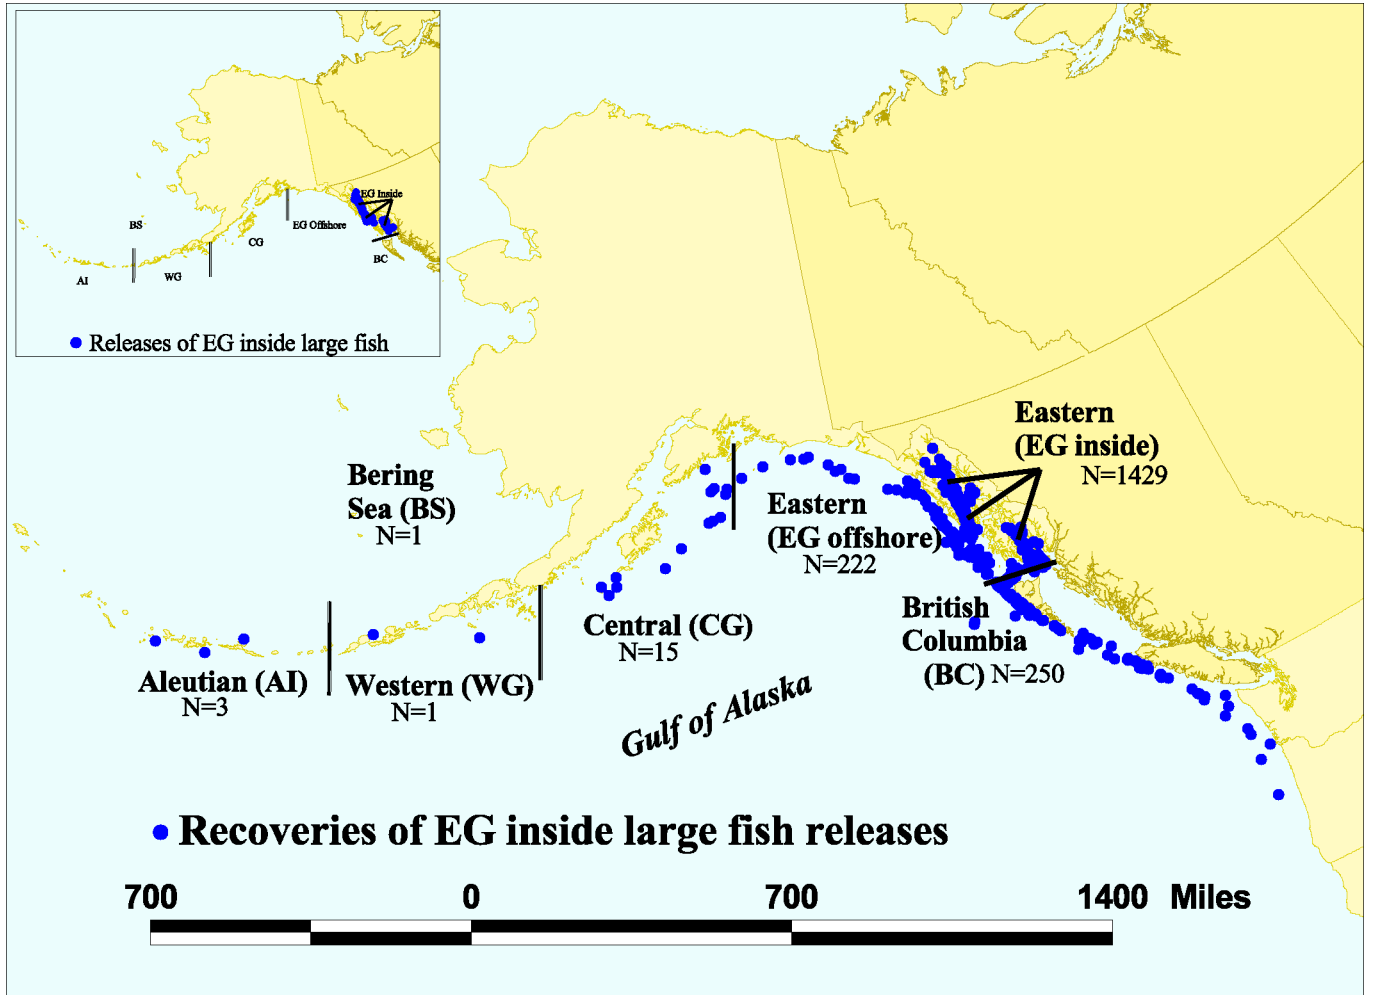 EG Inside
BS
EG Offshore
CG
BC
AI
WG
Releases of EG inside large fish
Eastern
(EG inside)
N=1429
Bering
Sea (BS)
N=1
Eastern
(EG offshore)
N=222
British
Columbia
(BC) N=250
Central (CG)
N=15
Aleutian (AI)
N=3
Western (WG)
N=1
Gulf of Alaska
Recoveries of EG inside large fish releases
700 0 700 1400 Miles